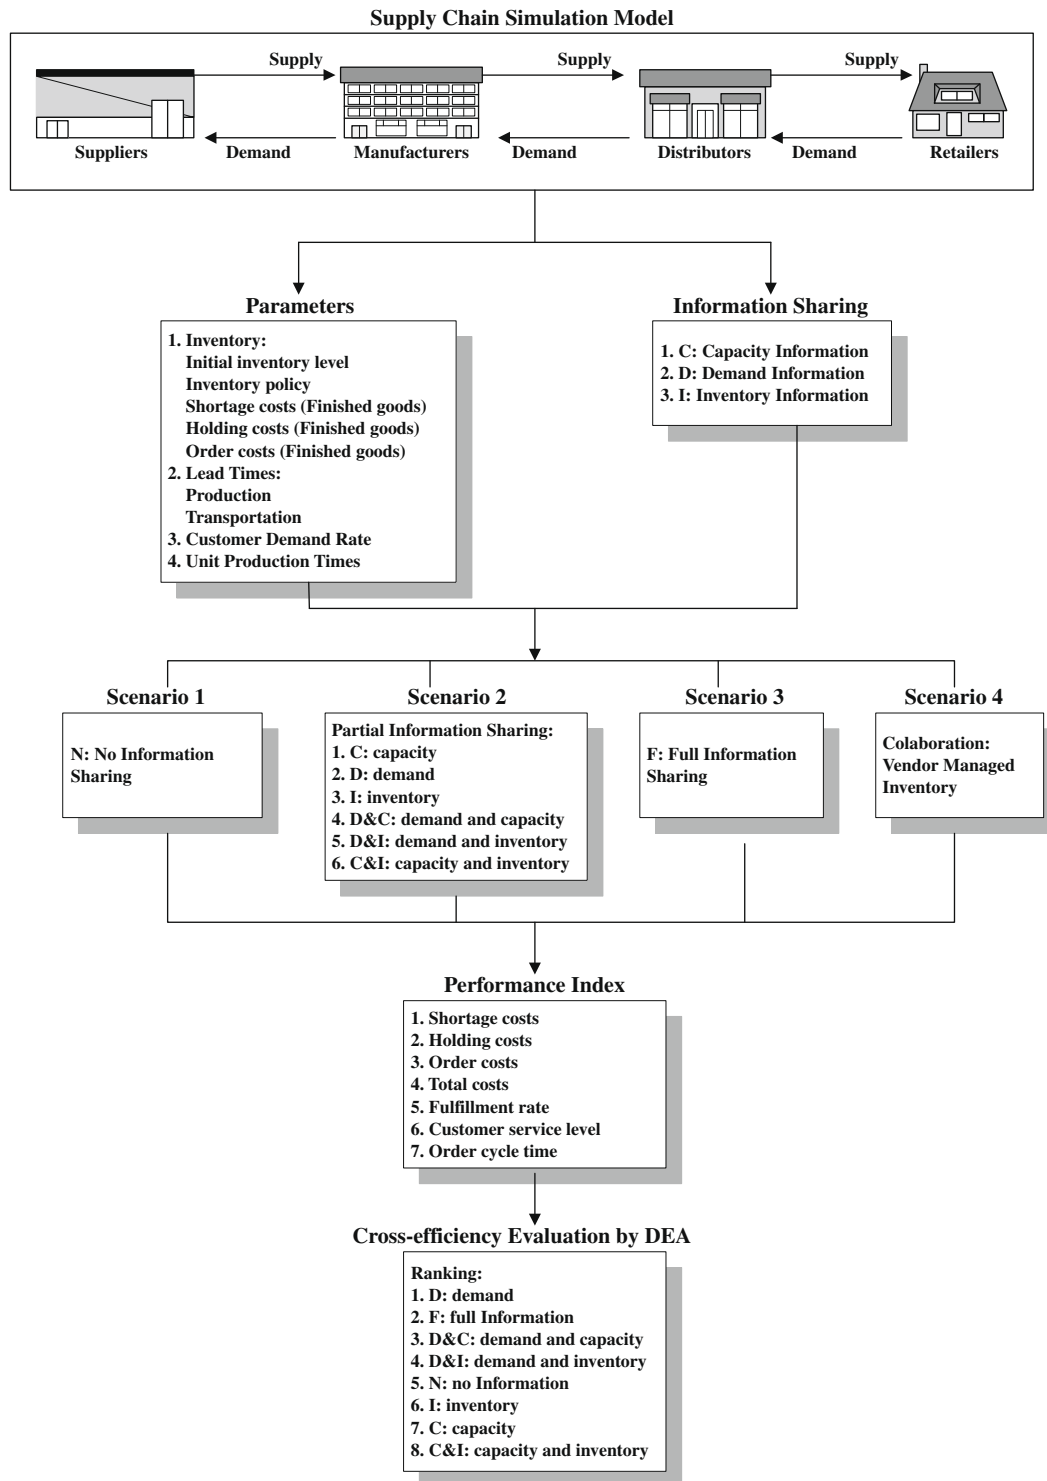 Supply Chain Simulation Model
Supply
Supply
Supply
Suppliers
Demand
Manufacturers
Demand
Distributors
Demand
Retailers
Parameters
1. Inventory:
Initial inventory level
Inventory policy
Shortage costs (Finished goods)
Holding costs (Finished goods)
Order costs (Finished goods)
2. Lead Times:
Production
Transportation
3. Customer Demand Rate
4. Unit Production Times
Information Sharing
1. C: Capacity Information
2. D: Demand Information
3. I: Inventory Information
Scenario 1
N: No Information
Sharing
Scenario 2
Partial Information Sharing:
1. C: capacity
2. D: demand
3. I: inventory
4. D&C: demand and capacity
5. D&I: demand and inventory
6. C&I: capacity and inventory
Scenario 3
F: Full Information
Sharing
Scenario 4
Colaboration:
Vendor Managed
Inventory
Performance Index
1. Shortage costs
2. Holding costs
3. Order costs
4. Total costs
5. Fulfillment rate
6. Customer service level
7. Order cycle time
Cross-efficiency Evaluation by DEA
Ranking:
1. D: demand
2. F: full Information
3. D&C: demand and capacity
4. D&I: demand and inventory
5. N: no Information
6. I: inventory
7. C: capacity
8. C&I: capacity and inventory